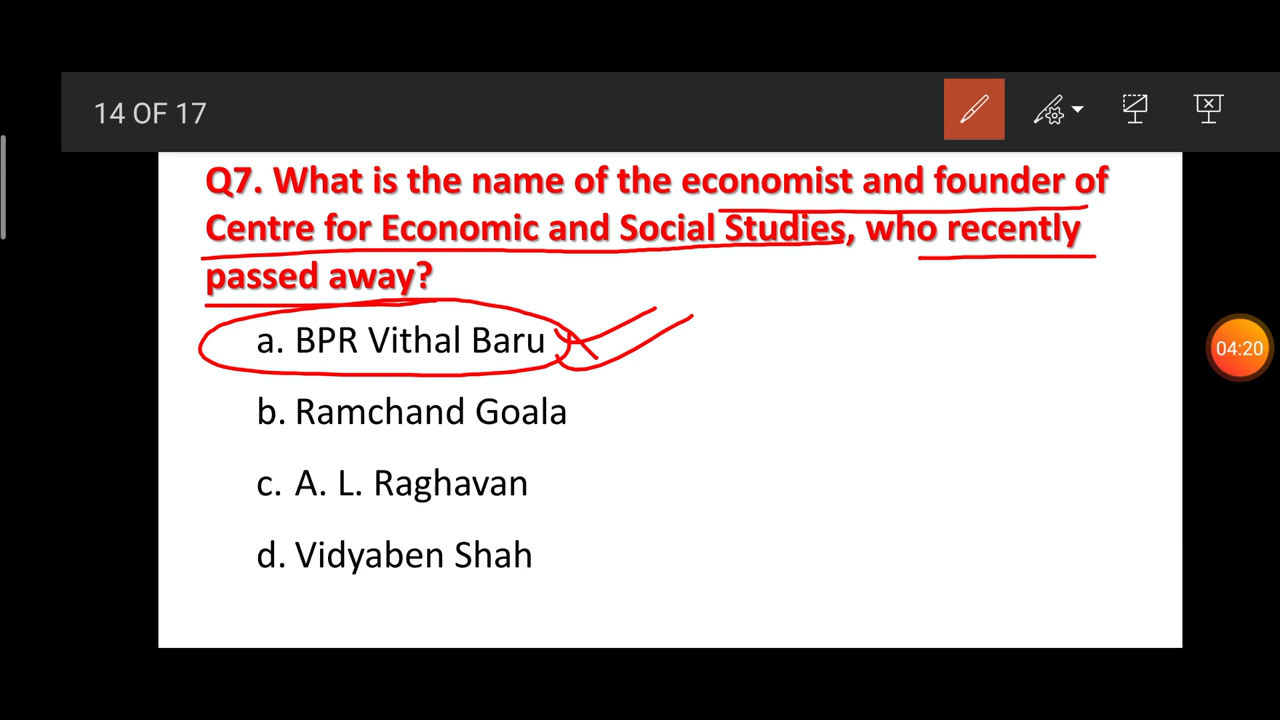 14 OF 17
Q7. What is the name of the economist and founder of
Centre for Economic and Social Studies, who recently
passed away?
a. BPR Vithal Baru
b. Ramchand Goala
c. A. L. Raghavan
d. Vidyaben Shah
04:20